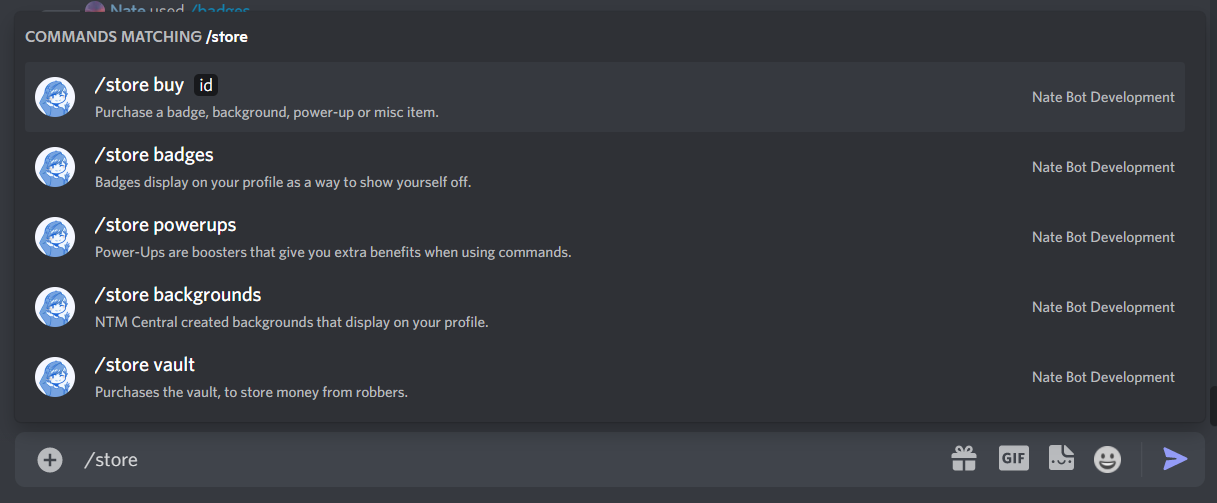 Nate used /badges
COMMANDS MATCHING /store
/store buy id
Purchase a badge, background, power-up or misc item.
Nate Bot Development
/store badges
Badges display on your profile as a way to show yourself off.
Nate Bot Development
/store powerups
Power-Ups are boosters that give you extra benefits when using commands.
Nate Bot Development
/store backgrounds
NTM Central created backgrounds that display on your profile.
Nate Bot Development
/store vault
Purchases the vault, to store money from robbers.
Nate Bot Development
/store
GIF